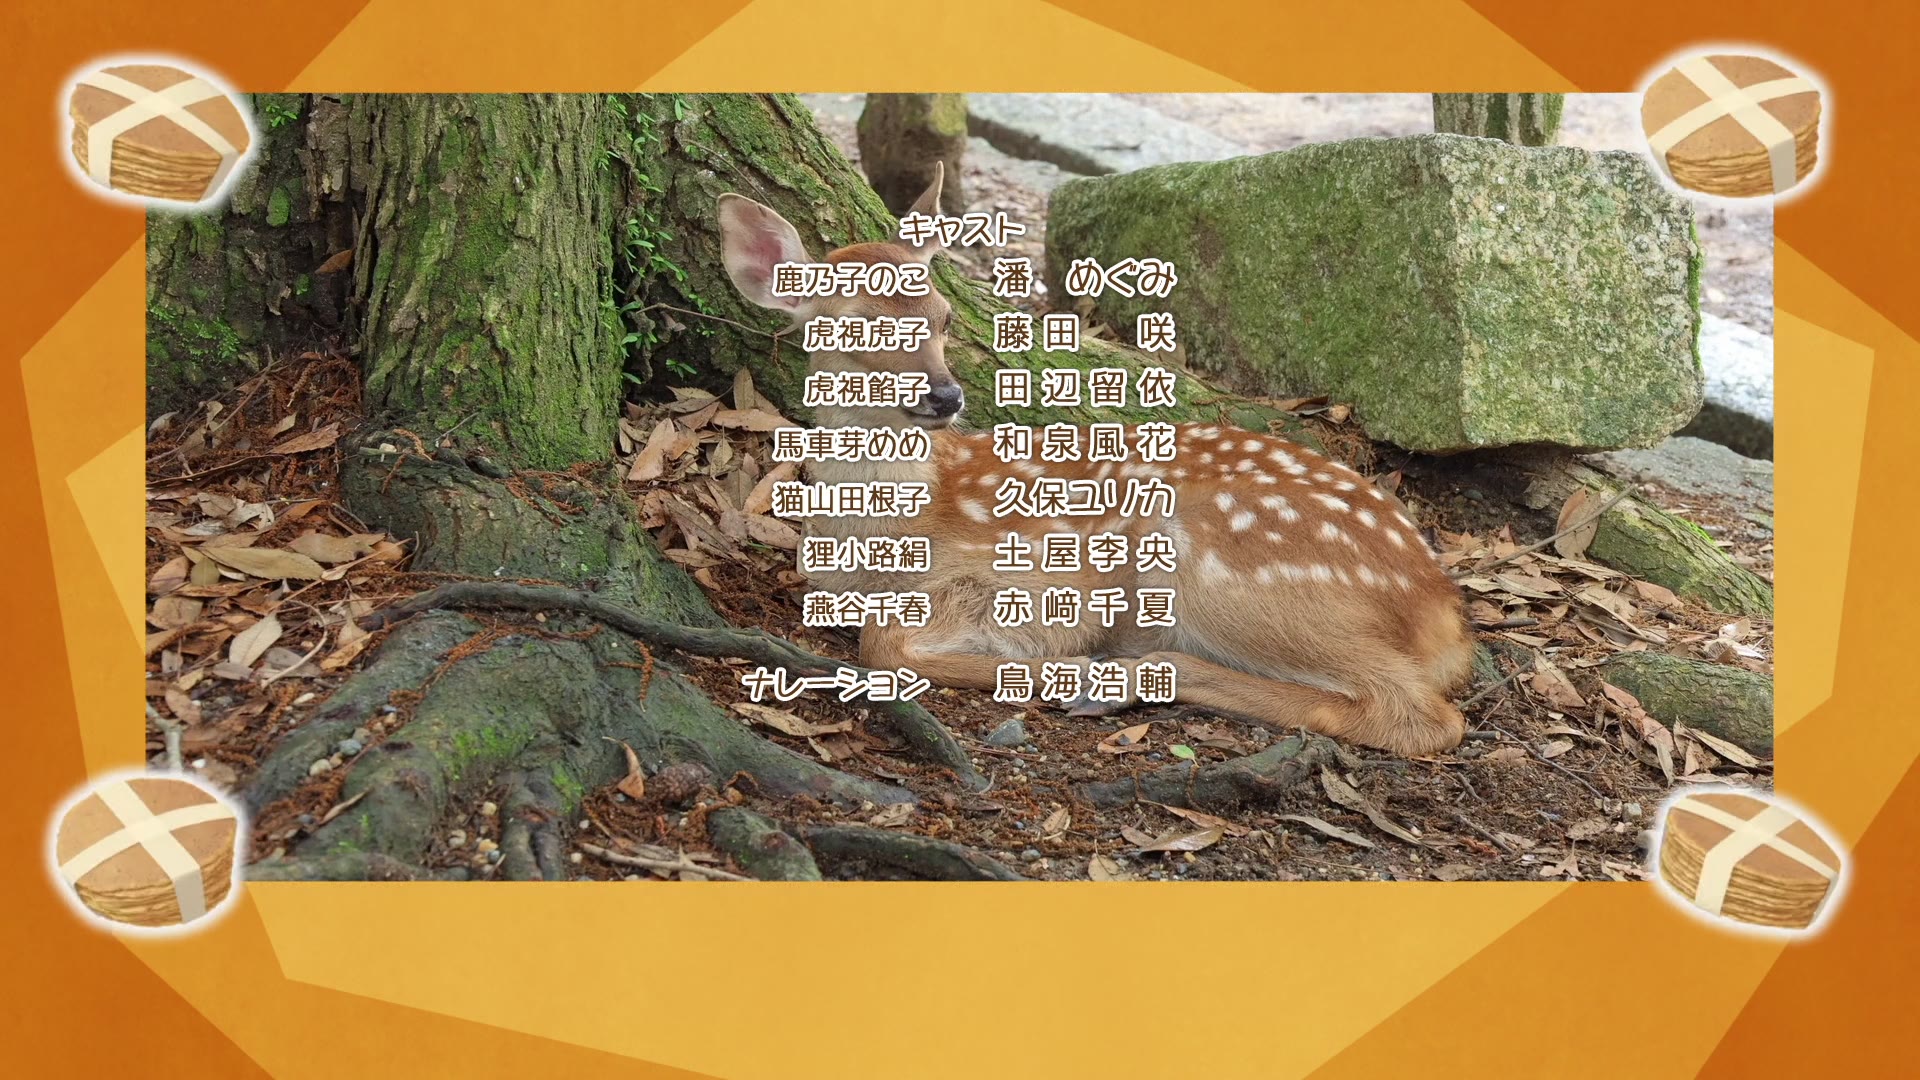 キャスト
鹿乃子のこ 潘 めぐみ
虎視虎子 藤田 咲
虎視餡子 田辺留依
馬車芽めめ 和泉風花
猫山田根子 久保ユリカ
狸小路絹 土屋李央
燕谷千春 赤﨑千夏
ナレーション 鳥海浩輔